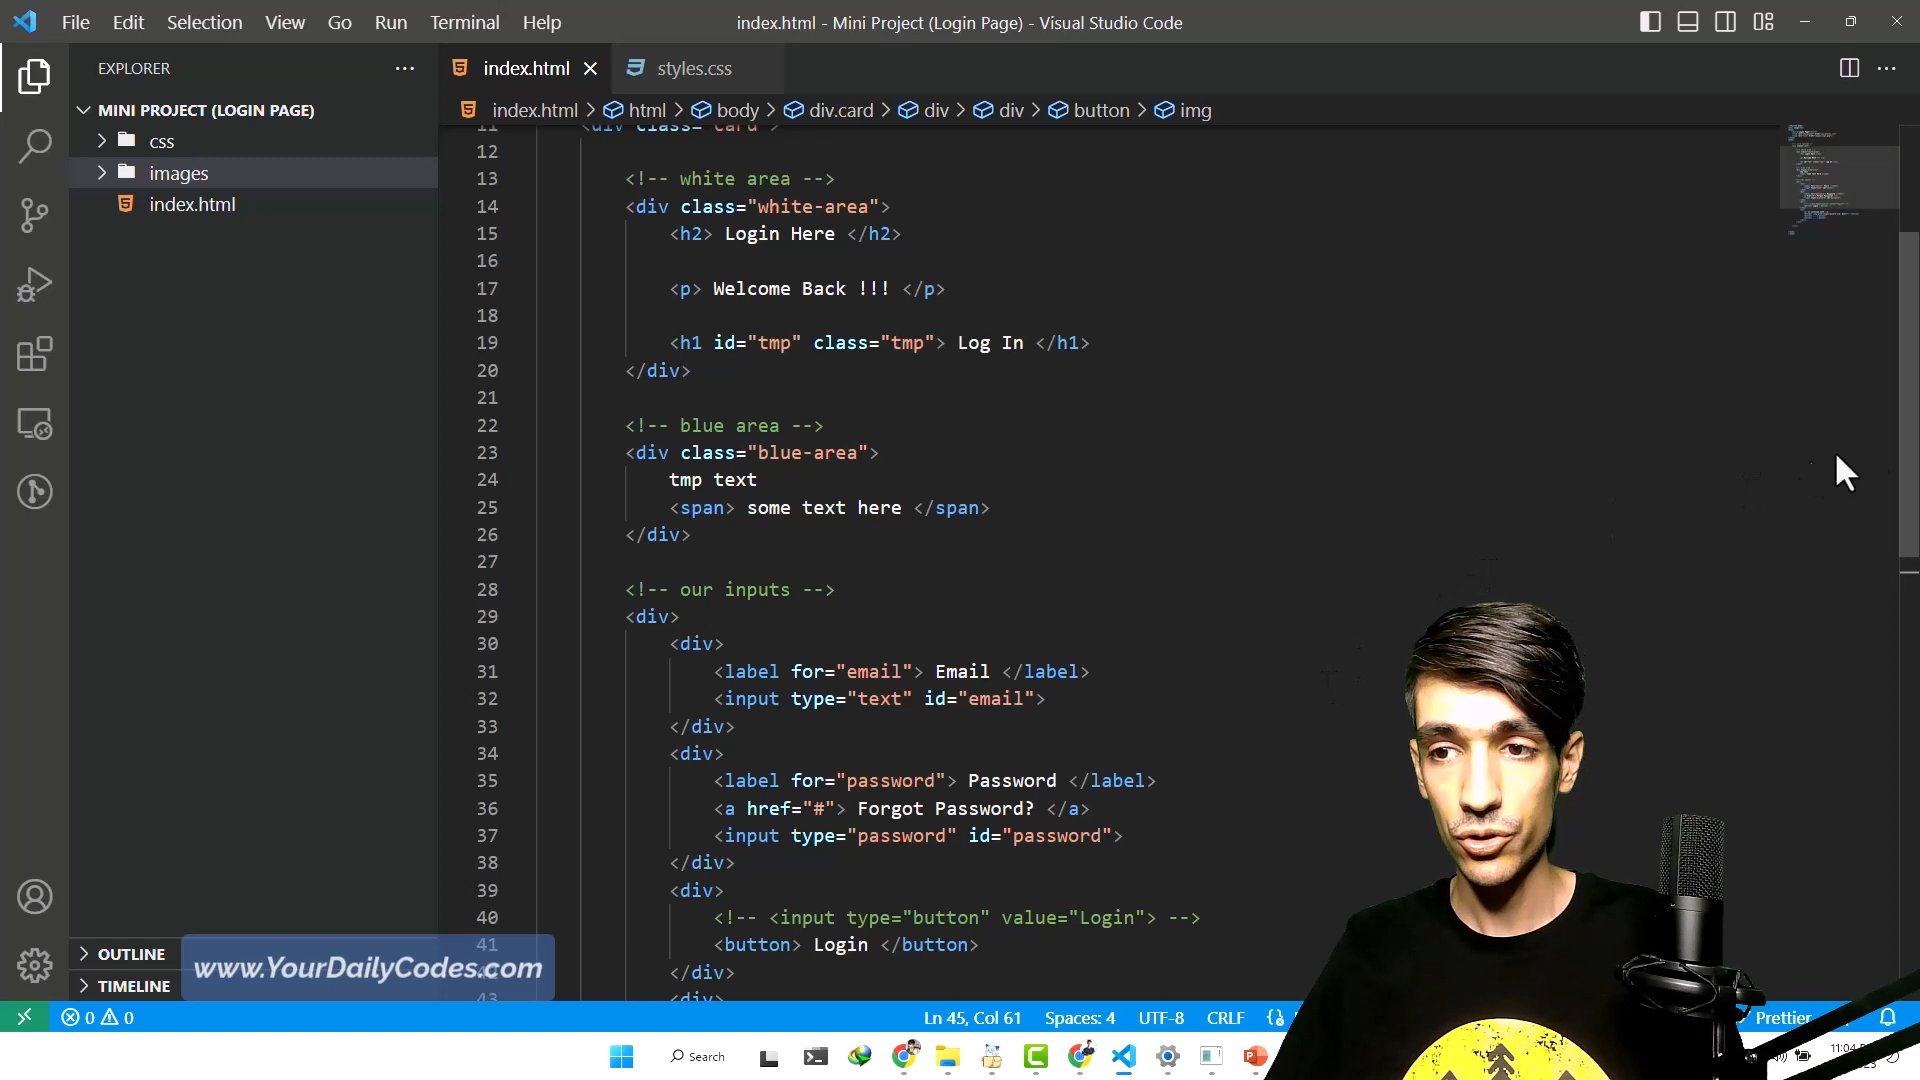 File Edit Selection View Go Run Terminal Help
index.html - Mini Project (Login Page) - Visual Studio Code
EXPLORER
MINI PROJECT (LOGIN PAGE)
css
images
index.html
OUTLINE
TIMELINE
index.html styles.css
index.html > html > body > div.card > div > div > button > img
12
13 <!-- white area -->
14 <div class="white-area">
15 <h2> Login Here </h2>
16
17 <p> Welcome Back !!! </p>
18
19 <h1 id="tmp" class="tmp"> Log In </h1>
20 </div>
21
22 <!-- blue area -->
23 <div class="blue-area">
24 tmp text
25 <span> some text here </span>
26 </div>
27
28 <!-- our inputs -->
29 <div>
30 <div>
31 <label for="email"> Email </label>
32 <input type="text" id="email">
33 </div>
34 <div>
35 <label for="password"> Password </label>
36 <a href="#"> Forgot Password? </a>
37 <input type="password" id="password">
38 </div>
39 <div>
40 <!-- <input type="button" value="Login"> -->
41 <button> Login </button>
</div>
www.YourDailyCodes.com
0 0
Ln 45, Col 61 Spaces: 4 UTF-8 CRLF Prettier
Search